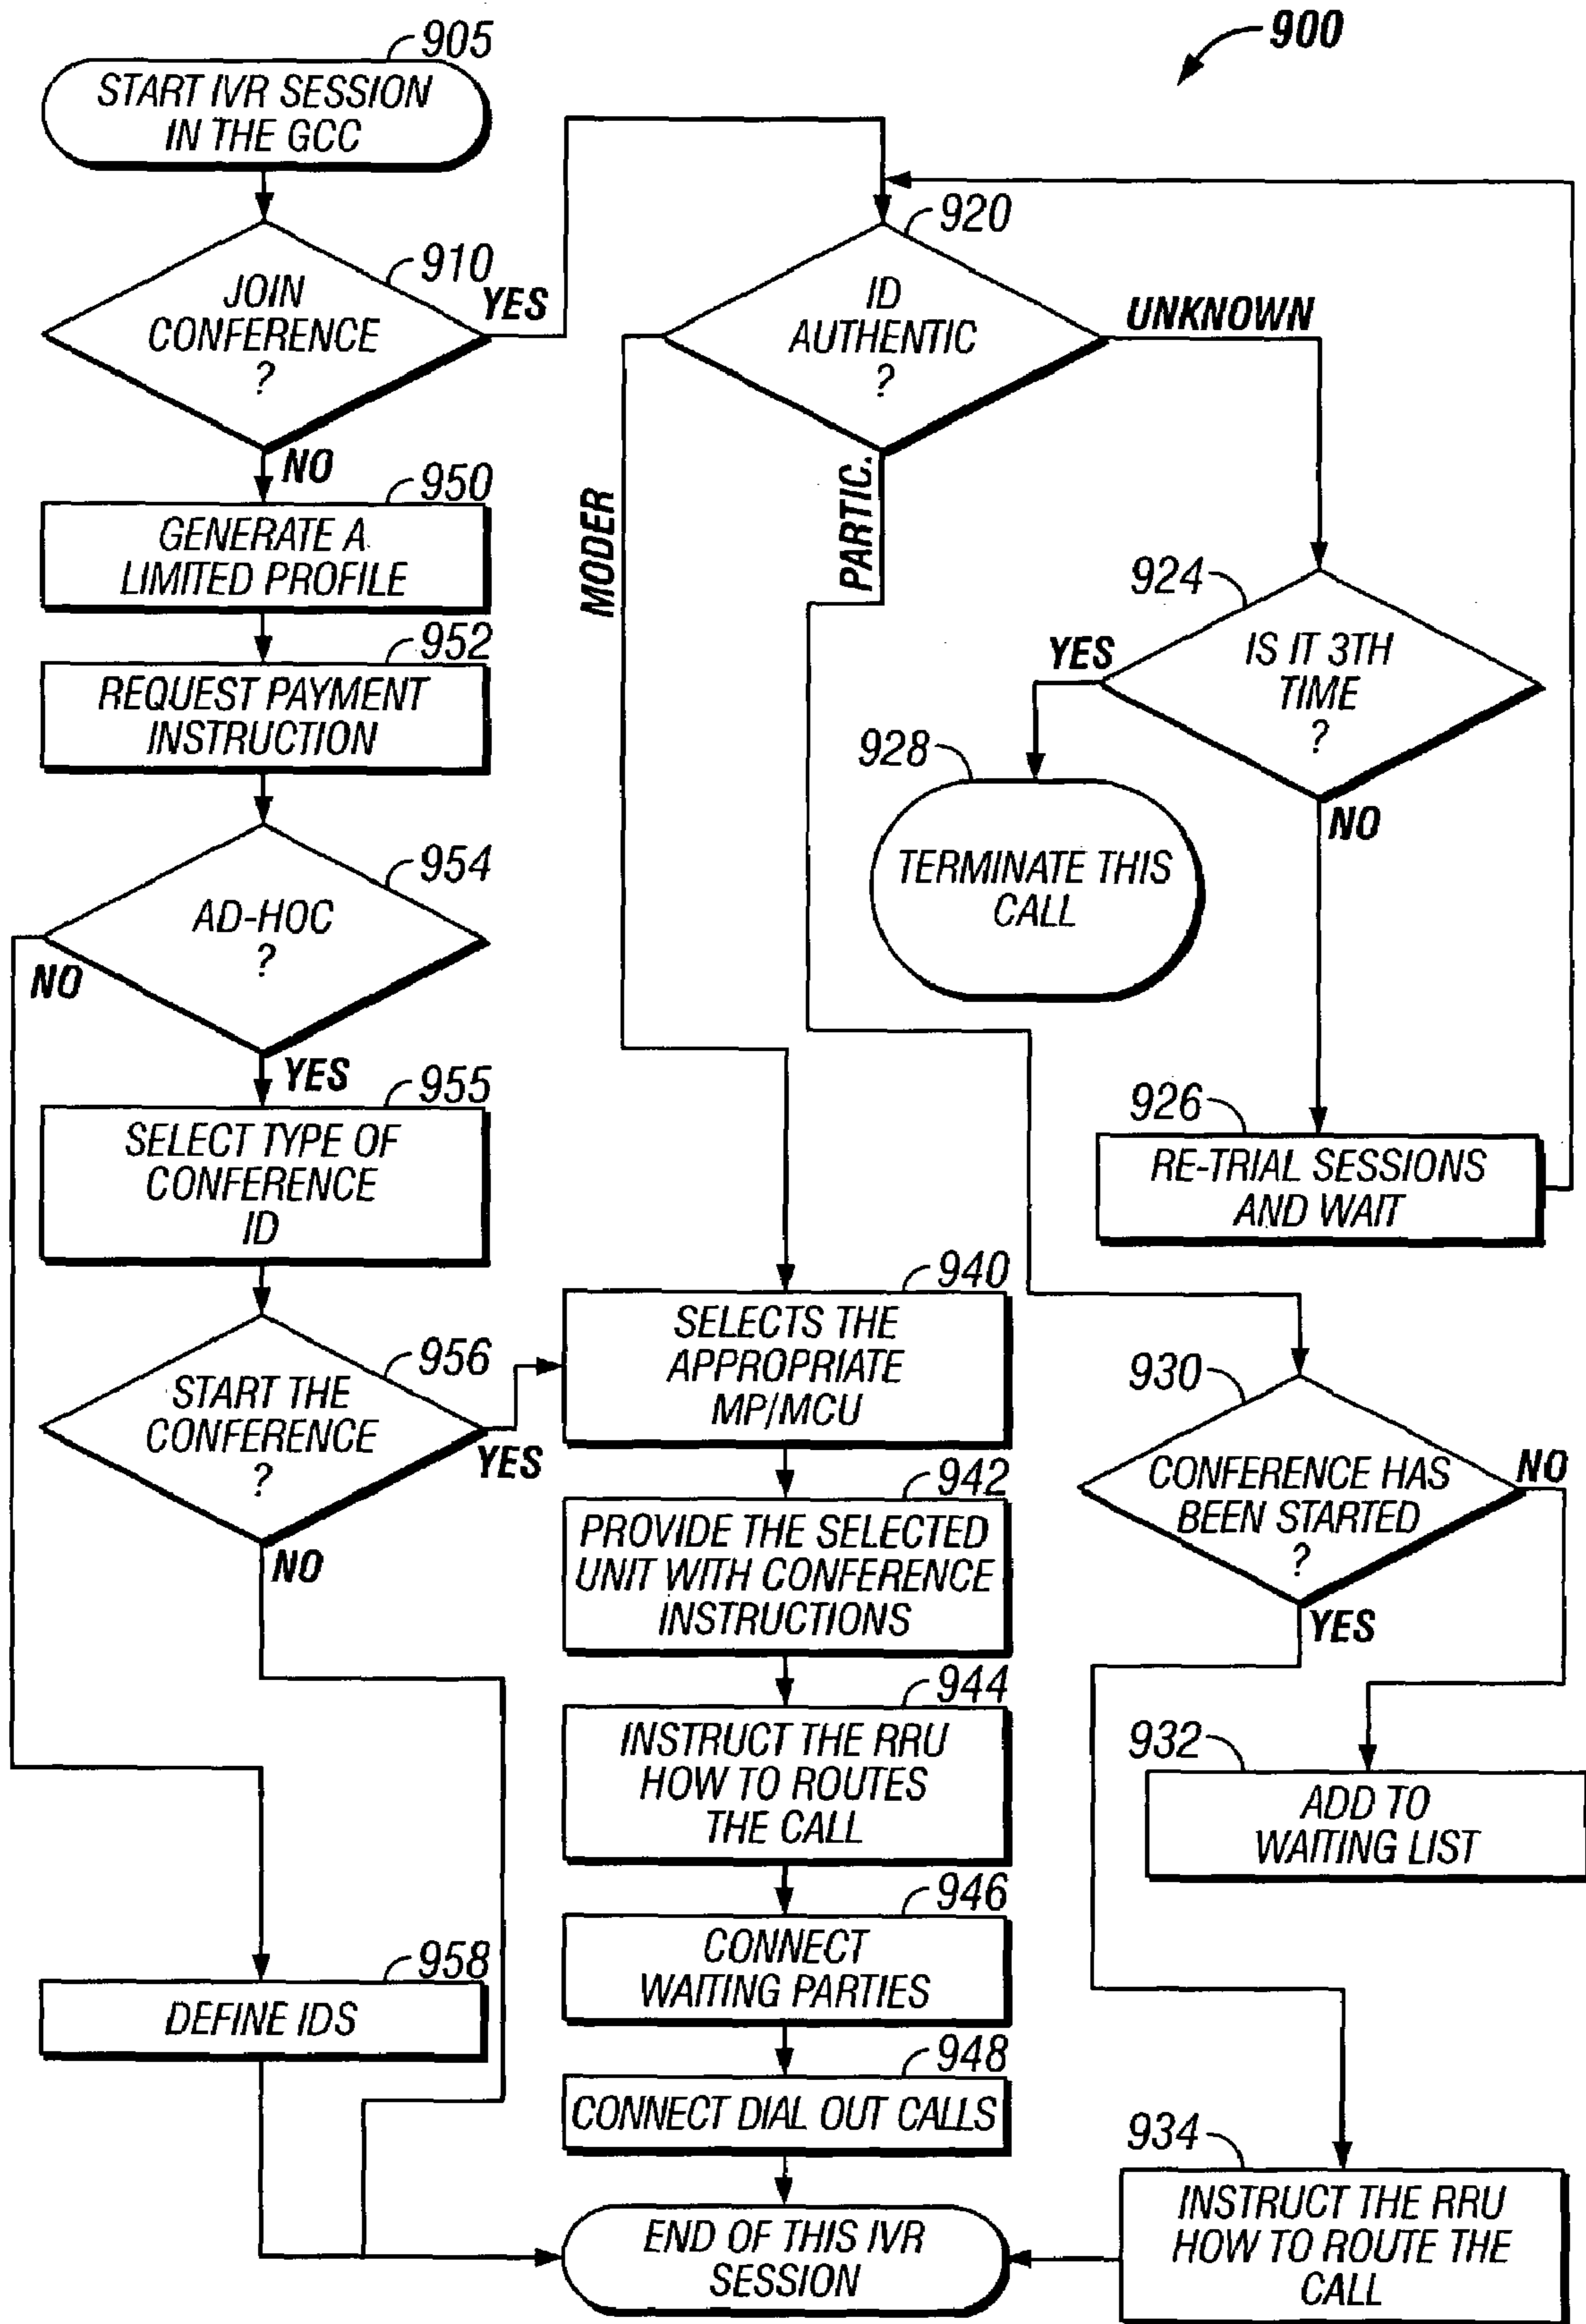 900
905
START IVR SESSION
IN THE GCC
910
JOIN
CONFERENCE
?
YES
NO
950
GENERATE A
LIMITED PROFILE
952
REQUEST PAYMENT
INSTRUCTION
954
AD-HOC
?
NO
YES
955
SELECT TYPE OF
CONFERENCE
ID
956
START THE
CONFERENCE
?
YES
NO
958
DEFINE IDS
920
ID
AUTHENTIC
?
UNKNOWN
MODER
PARTIC.
924
IS IT 3TH
TIME
?
YES
NO
928
TERMINATE THIS
CALL
926
RE-TRIAL SESSIONS
AND WAIT
940
SELECTS THE
APPROPRIATE
MP/MCU
942
PROVIDE THE SELECTED
UNIT WITH CONFERENCE
INSTRUCTIONS
944
INSTRUCT THE RRU
HOW TO ROUTES
THE CALL
946
CONNECT
WAITING PARTIES
948
CONNECT DIAL OUT CALLS
END OF THIS IVR
SESSION
930
CONFERENCE HAS
BEEN STARTED
?
NO
YES
932
ADD TO
WAITING LIST
934
INSTRUCT THE RRU
HOW TO ROUTE THE
CALL